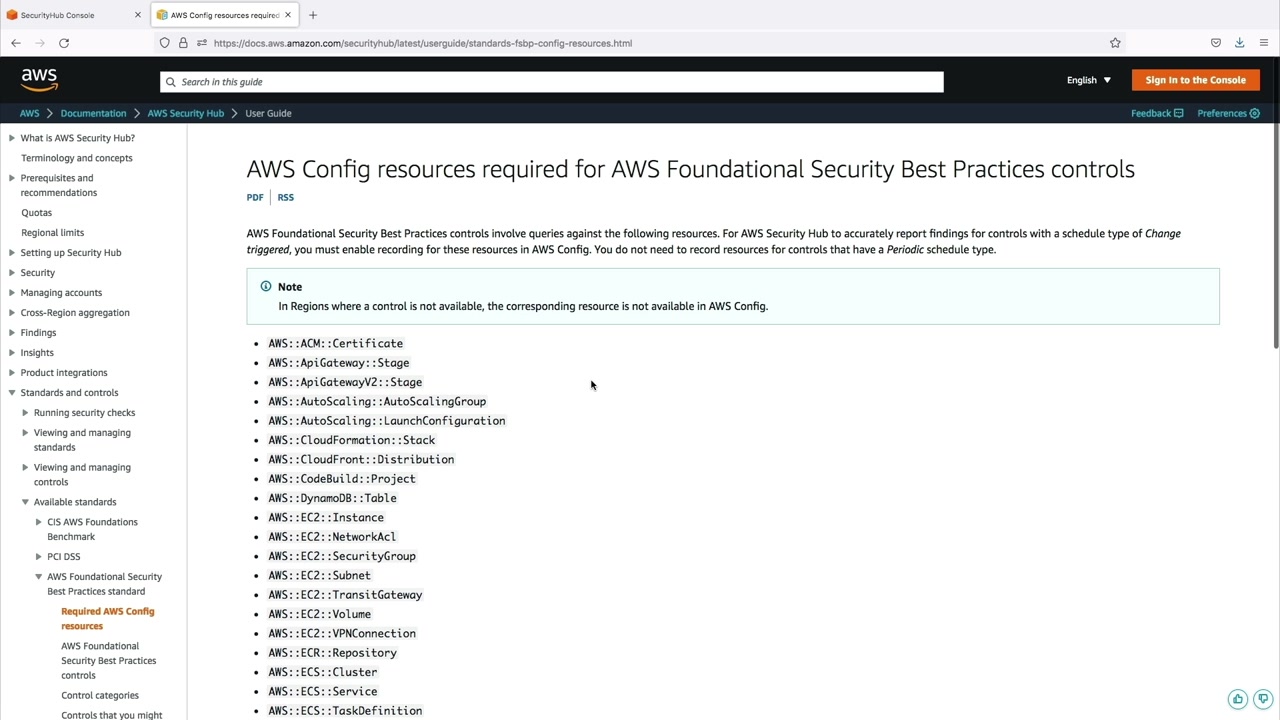 SecurityHub Console
AWS Config resources required
https://docs.aws.amazon.com/securityhub/latest/userguide/standards-fsbp-config-resources.html
aws
Search in this guide
English
Sign In to the Console
AWS
Documentation
AWS Security Hub
User Guide
Feedback
Preferences
What is AWS Security Hub?
Terminology and concepts
Prerequisites and
recommendations
Quotas
Regional limits
Setting up Security Hub
Security
Managing accounts
Cross-Region aggregation
Findings
Insights
Product integrations
Standards and controls
Running security checks
Viewing and managing
standards
Viewing and managing
controls
Available standards
CIS AWS Foundations
Benchmark
PCI DSS
AWS Foundational Security
Best Practices standard
Required AWS Config
resources
AWS Foundational
Security Best Practices
controls
Control categories
Controls that you might
AWS Config resources required for AWS Foundational Security Best Practices controls
PDF
RSS
AWS Foundational Security Best Practices controls involve queries against the following resources. For AWS Security Hub to accurately report findings for controls with a schedule type of Change
triggered, you must enable recording for these resources in AWS Config. You do not need to record resources for controls that have a Periodic schedule type.
Note
In Regions where a control is not available, the corresponding resource is not available in AWS Config.
AWS::ACM::Certificate
AWS::ApiGateway::Stage
AWS::ApiGatewayV2::Stage
AWS::AutoScaling::AutoScalingGroup
AWS::AutoScaling::LaunchConfiguration
AWS::CloudFormation::Stack
AWS::CloudFront::Distribution
AWS::CodeBuild::Project
AWS::DynamoDB::Table
AWS::EC2::Instance
AWS::EC2::NetworkAcl
AWS::EC2::SecurityGroup
AWS::EC2::Subnet
AWS::EC2::TransitGateway
AWS::EC2::Volume
AWS::EC2::VPNConnection
AWS::ECR::Repository
AWS::ECS::Cluster
AWS::ECS::Service
AWS::ECS::TaskDefinition